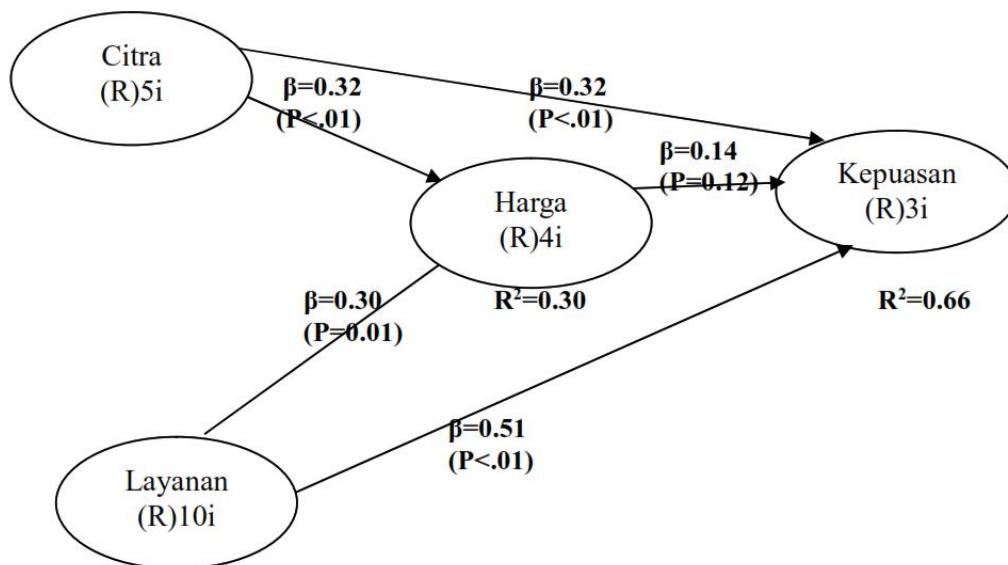 Citra
(R)5i
β=0.32
(P<.01)
β=0.32
(P<.01)
β=0.14
(P=0.12)
Kepuasan
(R)3i
Harga
(R)4i
β=0.30
(P=0.01)
R²=0.30
R²=0.66
β=0.51
(P<.01)
Layanan
(R)10i